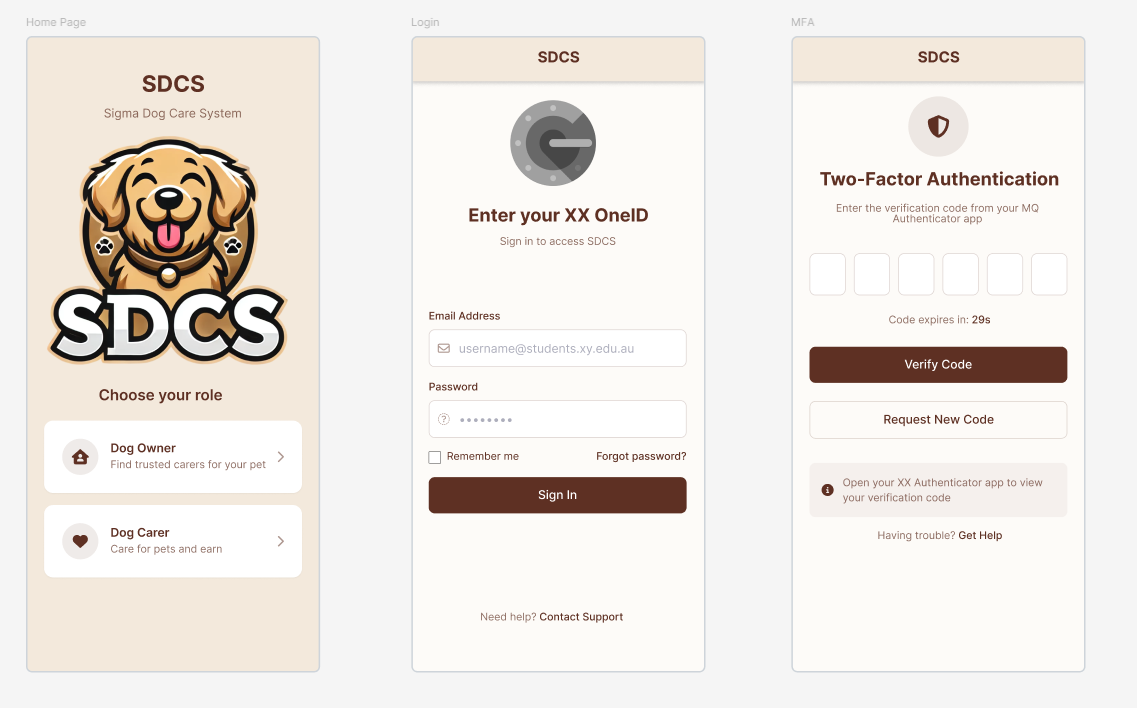 Home Page
SDCS
Sigma Dog Care System
SDCS
Choose your role
Dog Owner
Find trusted carers for your pet
Dog Carer
Care for pets and earn
Login
SDCS
Enter your XX OneID
Sign in to access SDCS
Email Address
username@students.xy.edu.au
Password
Remember me
Forgot password?
Sign In
Need help? Contact Support
MFA
SDCS
Two-Factor Authentication
Enter the verification code from your MQ
Authenticator app
Code expires in: 29s
Verify Code
Request New Code
Open your XX Authenticator app to view
your verification code
Having trouble? Get Help